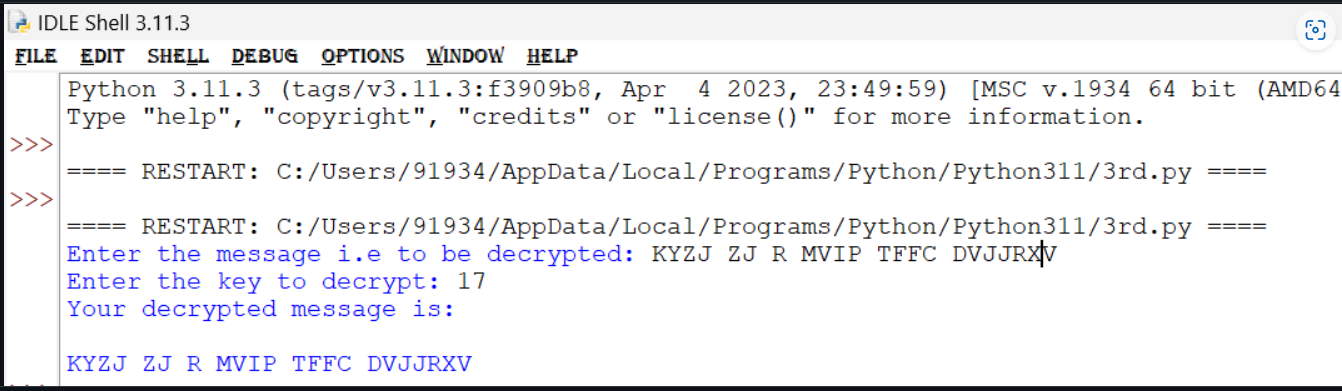 IDLE Shell 3.11.3
FILE EDIT SHELL DEBUG OPTIONS WINDOW HELP
Python 3.11.3 (tags/v3.11.3:f3909b8, Apr  4 2023, 23:49:59) [MSC v.1934 64 bit (AMD64
Type "help", "copyright", "credits" or "license()" for more information.
>>>
==== RESTART: C:/Users/91934/AppData/Local/Programs/Python/Python311/3rd.py ====
>>>
==== RESTART: C:/Users/91934/AppData/Local/Programs/Python/Python311/3rd.py ====
Enter the message i.e to be decrypted: KYZJ ZJ R MVIP TFFC DVJJRXV
Enter the key to decrypt: 17
Your decrypted message is:
KYZJ ZJ R MVIP TFFC DVJJRXV